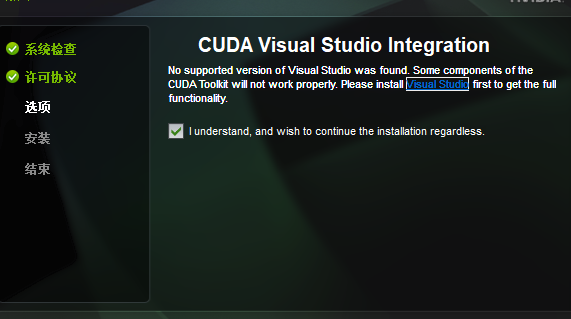 系统检查
许可协议
选项
安装
结束
CUDA Visual Studio Integration
No supported version of Visual Studio was found. Some components of the
CUDA Toolkit will not work properly. Please install Visual Studio first to get the full
functionality.
I understand, and wish to continue the installation regardless.